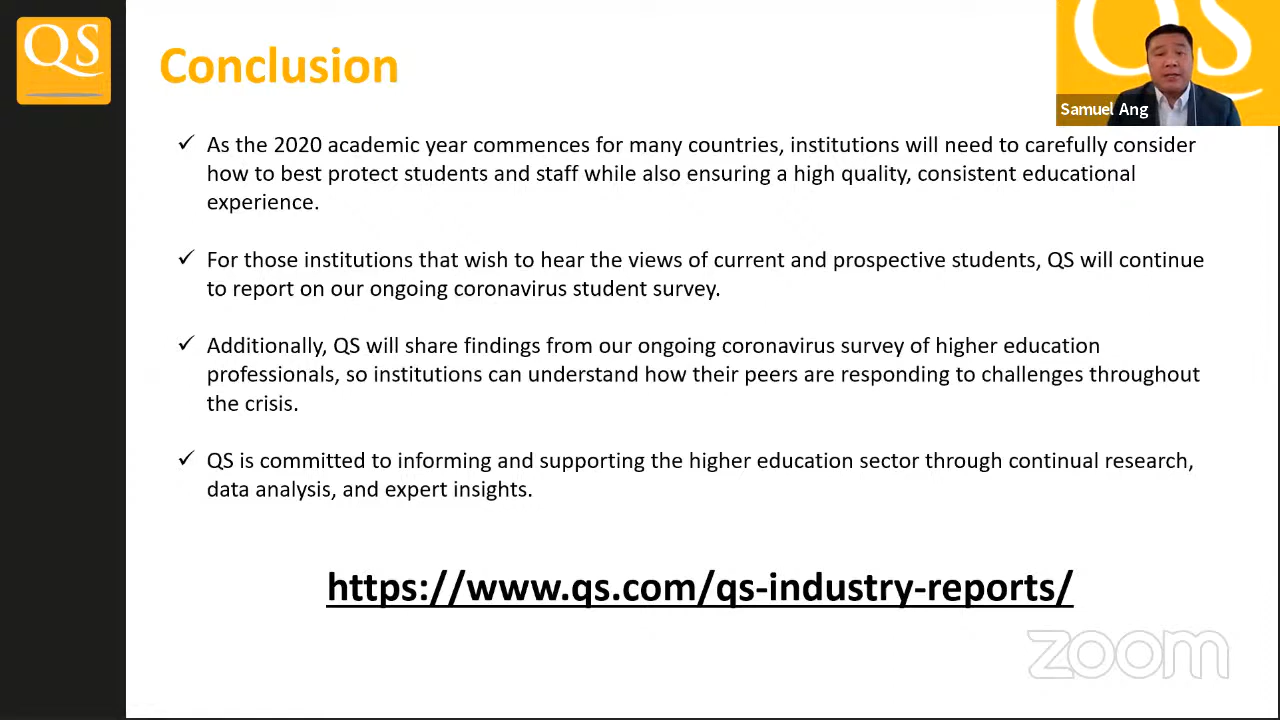 QS
Conclusion
QS
Samuel Ang
✓ As the 2020 academic year commences for many countries, institutions will need to carefully consider
how to best protect students and staff while also ensuring a high quality, consistent educational
experience.
✓ For those institutions that wish to hear the views of current and prospective students, QS will continue
to report on our ongoing coronavirus student survey.
✓ Additionally, QS will share findings from our ongoing coronavirus survey of higher education
professionals, so institutions can understand how their peers are responding to challenges throughout
the crisis.
✓ QS is committed to informing and supporting the higher education sector through continual research,
data analysis, and expert insights.
https://www.qs.com/qs-industry-reports/
zoom